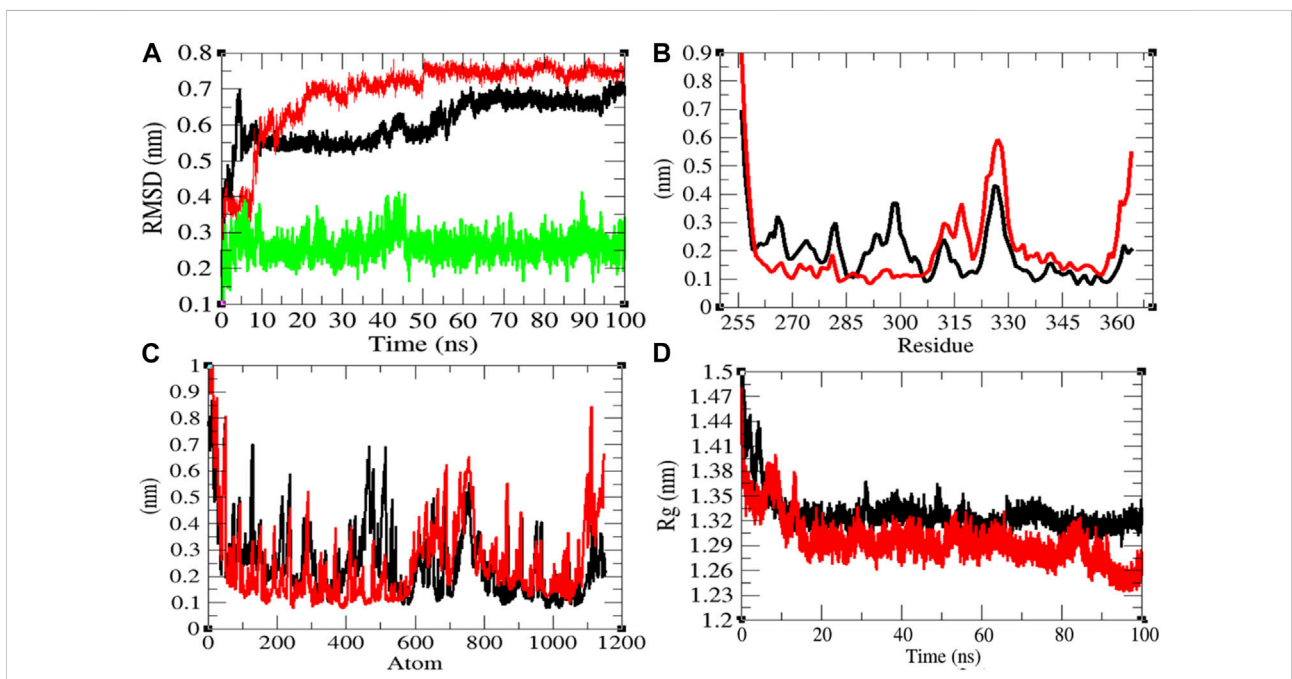 A
RMSD (nm)
0.8
0.7
0.6
0.5
0.4
0.3
0.2
0.1
0 10 20 30 40 50 60 70 80 90 100
Time (ns)
B
(nm)
0.9
0.8
0.7
0.6
0.5
0.4
0.3
0.2
0.1
0
255 270 285 300 315 330 345 360
Residue
C
(nm)
1
0.9
0.8
0.7
0.6
0.5
0.4
0.3
0.2
0.1
0
0 200 400 600 800 1000 1200
Atom
D
Rg (nm)
1.5
1.47
1.44
1.41
1.38
1.35
1.32
1.29
1.26
1.23
1.2
0 20 40 60 80 100
Time (ns)